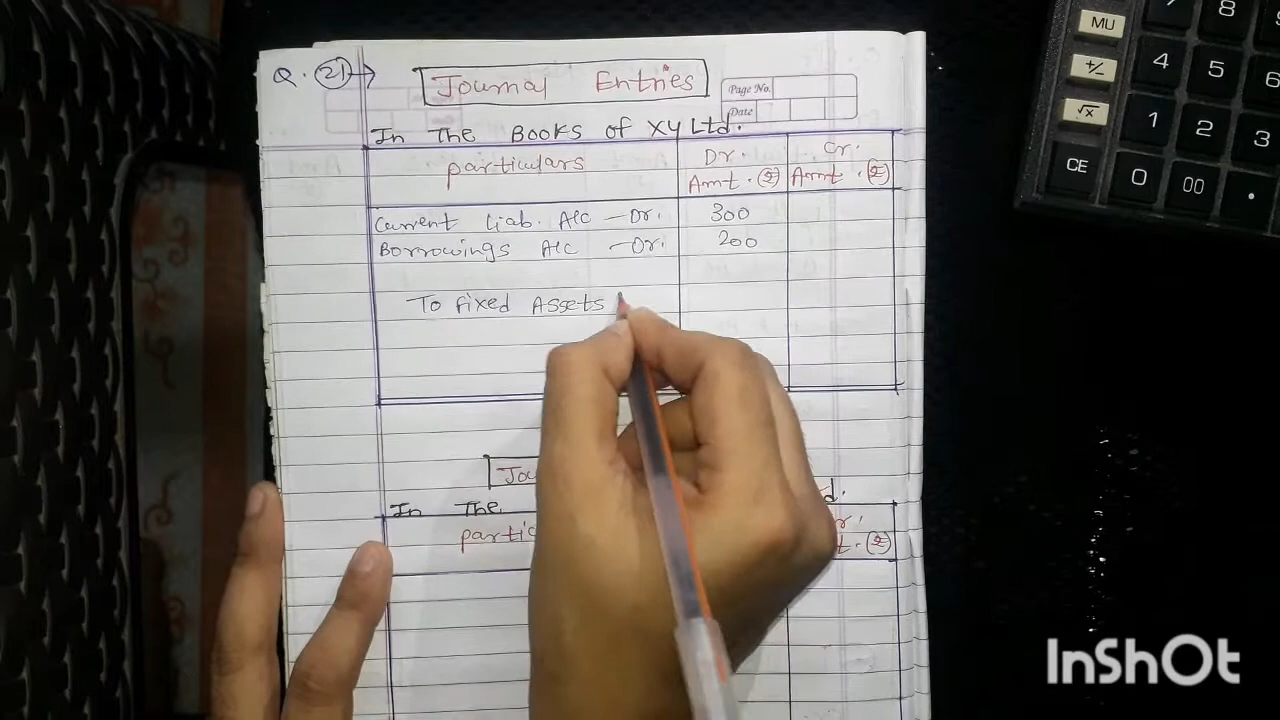 Q. 21 →
Journal Entries
Page No.
Date
In The Books of XY Ltd.
particulars
Dr. Amt. (₹)
Cr. Amt. (₹)
Current Liab. A/c — Dr. 300
Borrowings A/c — Dr. 200
To Fixed Assets
Jou
In The d.
partic
r.
t. (₹)
MU
+/-
√x
CE
7 8
4 5 6
1 2 3
0 00 .
InShOt